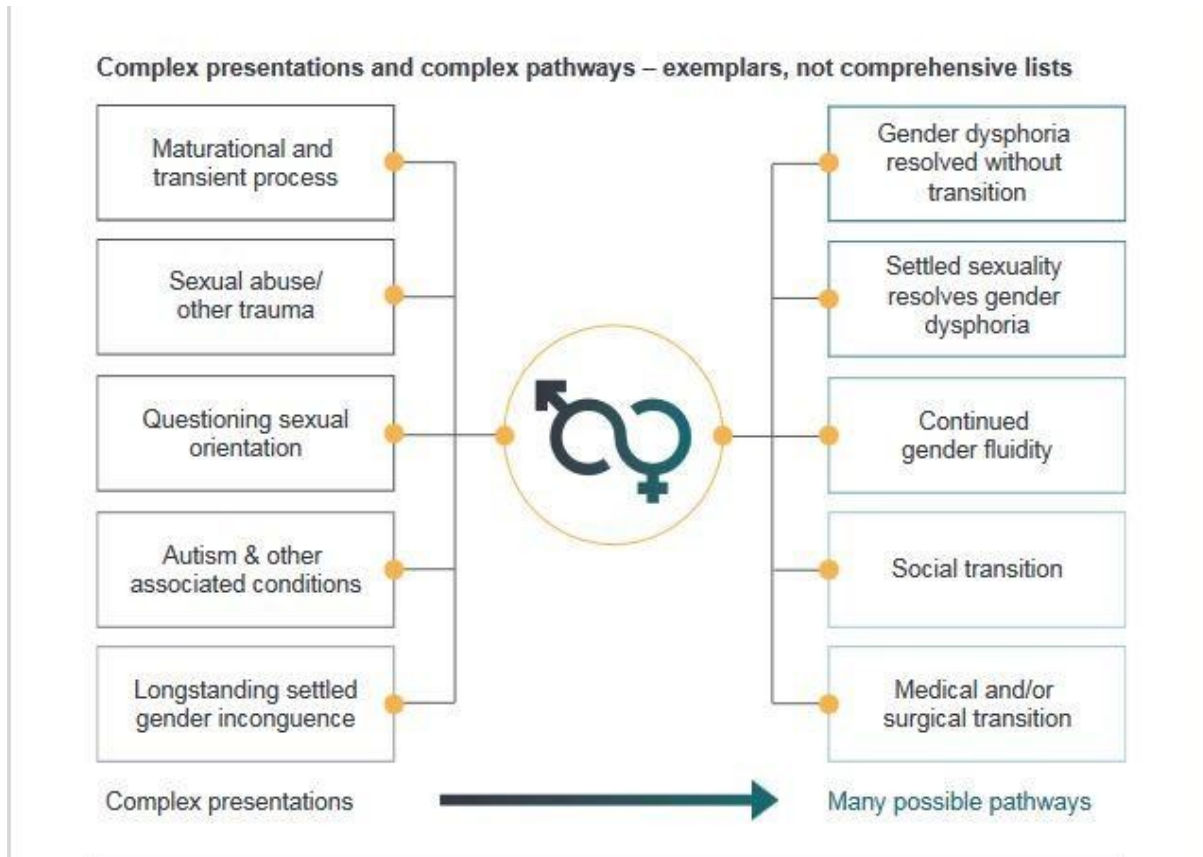 Complex presentations and complex pathways – exemplars, not comprehensive lists
Maturational and
transient process
Sexual abuse/
other trauma
Questioning sexual
orientation
Autism & other
associated conditions
Longstanding settled
gender inconguence
Complex presentations
Gender dysphoria
resolved without
transition
Settled sexuality
resolves gender
dysphoria
Continued
gender fluidity
Social transition
Medical and/or
surgical transition
Many possible pathways